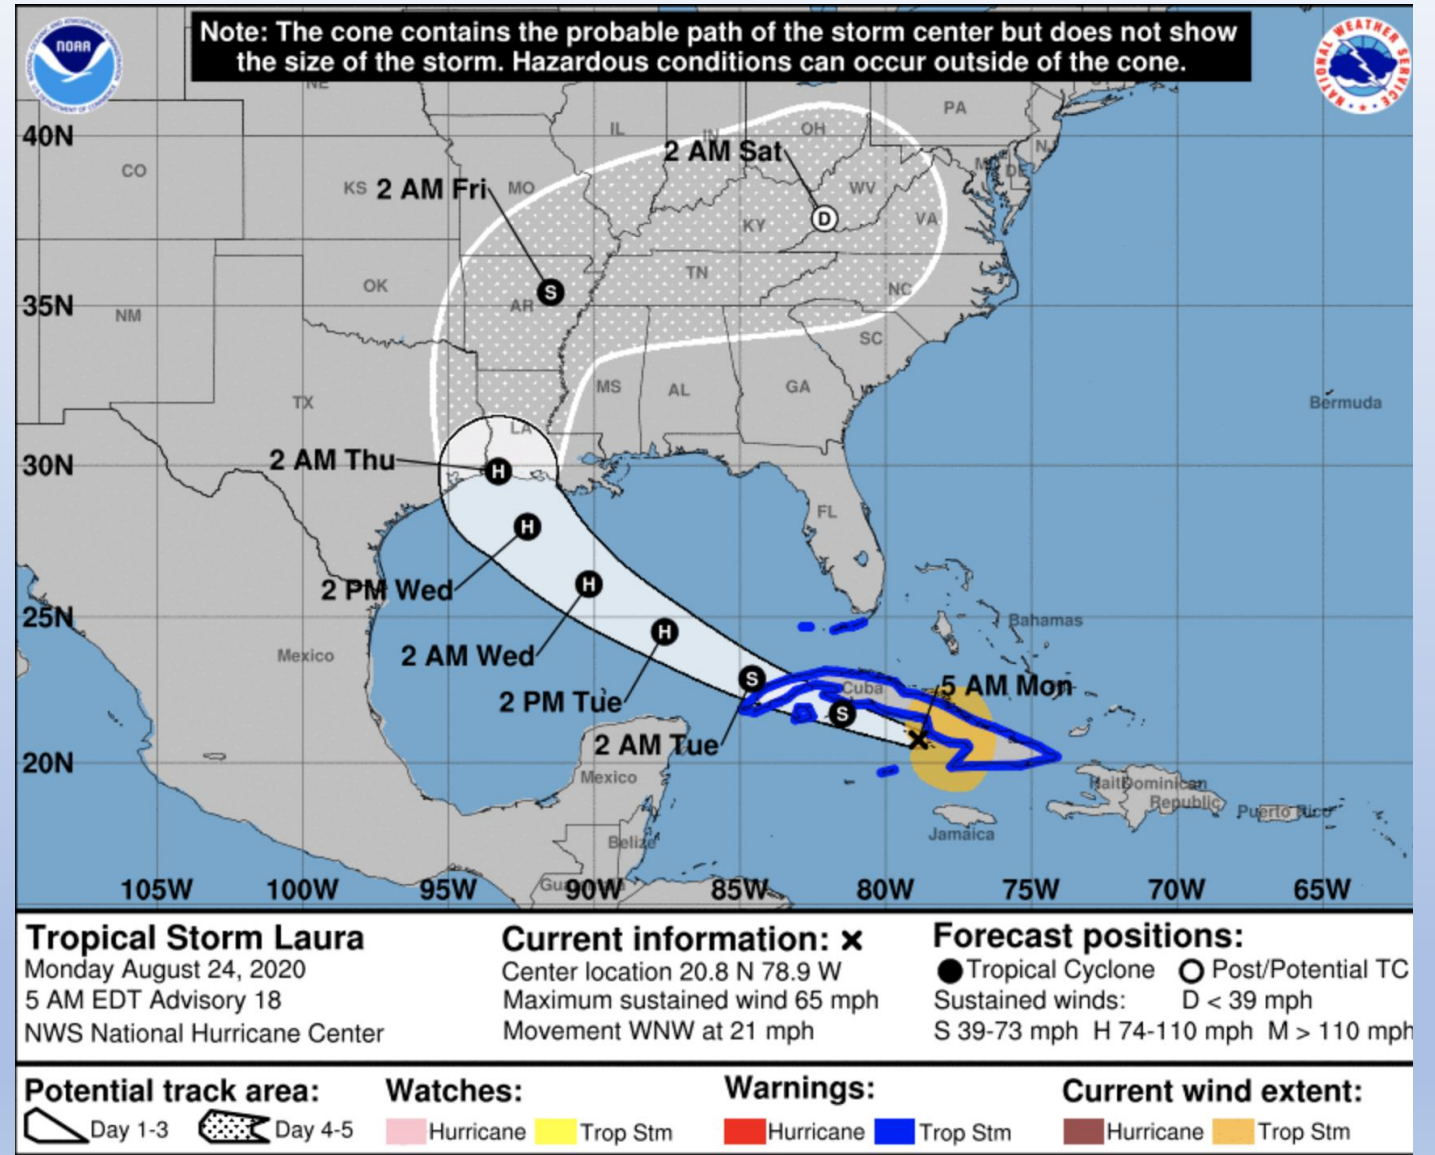 Note: The cone contains the probable path of the storm center but does not show
the size of the storm. Hazardous conditions can occur outside of the cone.
NOAA
NATIONAL WEATHER SERVICE
NE
IL
IN
OH
PA
NJ
40N
2 AM Sat
CO
KS
2 AM Fri
MO
WV
DE
D
KY
VA
TN
OK
S
AR
NC
35N
NM
SC
MS
AL
GA
TX
Bermuda
LA
30N
2 AM Thu
H
FL
H
2 PM Wed
H
25N
Bahamas
H
Mexico
2 AM Wed
S
Cuba
5 AM Mon
2 PM Tue
S
2 AM Tue
20N
Mexico
Haiti
Dominican
Republic
Puerto Rico
Jamaica
Belize
105W
100W
95W
90W
85W
80W
75W
70W
65W
Tropical Storm Laura
Monday August 24, 2020
5 AM EDT Advisory 18
NWS National Hurricane Center
Current information: ×
Center location 20.8 N 78.9 W
Maximum sustained wind 65 mph
Movement WNW at 21 mph
Forecast positions:
Tropical Cyclone Post/Potential TC
Sustained winds: D < 39 mph
S 39-73 mph H 74-110 mph M > 110 mph
Potential track area:
Day 1-3 Day 4-5
Watches:
Hurricane Trop Stm
Warnings:
Hurricane Trop Stm
Current wind extent:
Hurricane Trop Stm